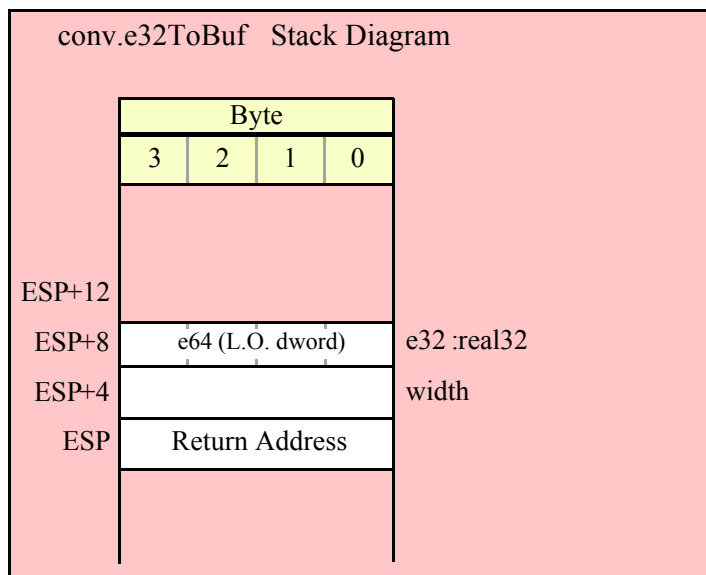 conv.e32ToBuf Stack Diagram
Byte
3 2 1 0
ESP+12
ESP+8 e64 (L.O. dword) e32 :real32
ESP+4 width
ESP Return Address